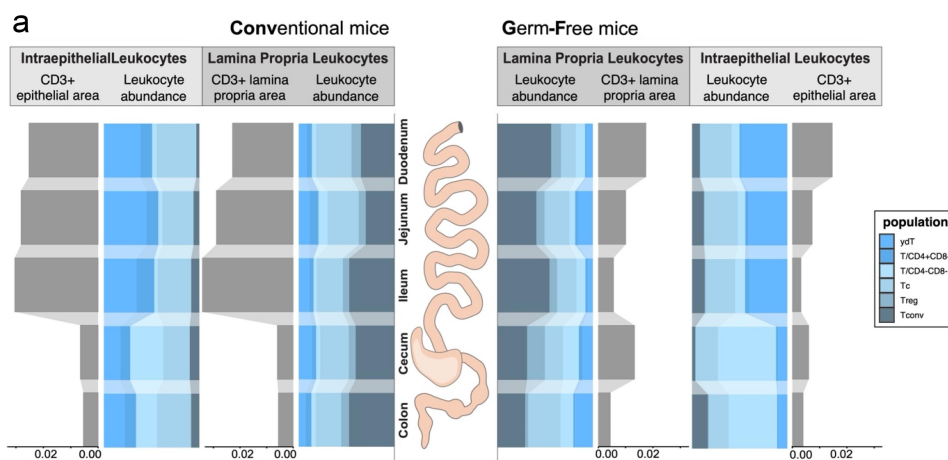 a
Conventional mice
Germ-Free mice
IntraepithelialLeukocytes
CD3+
epithelial area
Leukocyte
abundance
Lamina Propria Leukocytes
CD3+ lamina
propria area
Leukocyte
abundance
Lamina Propria Leukocytes
Leukocyte
abundance
CD3+ lamina
propria area
Intraepithelial Leukocytes
Leukocyte
abundance
CD3+
epithelial area
Duodenum
Jejunum
Ileum
Cecum
Colon
population
ydT
T/CD4+CD8-
T/CD4-CD8-
Tc
Treg
Tconv
0.02 0.00
0.02 0.00
0.00 0.02
0.00 0.02